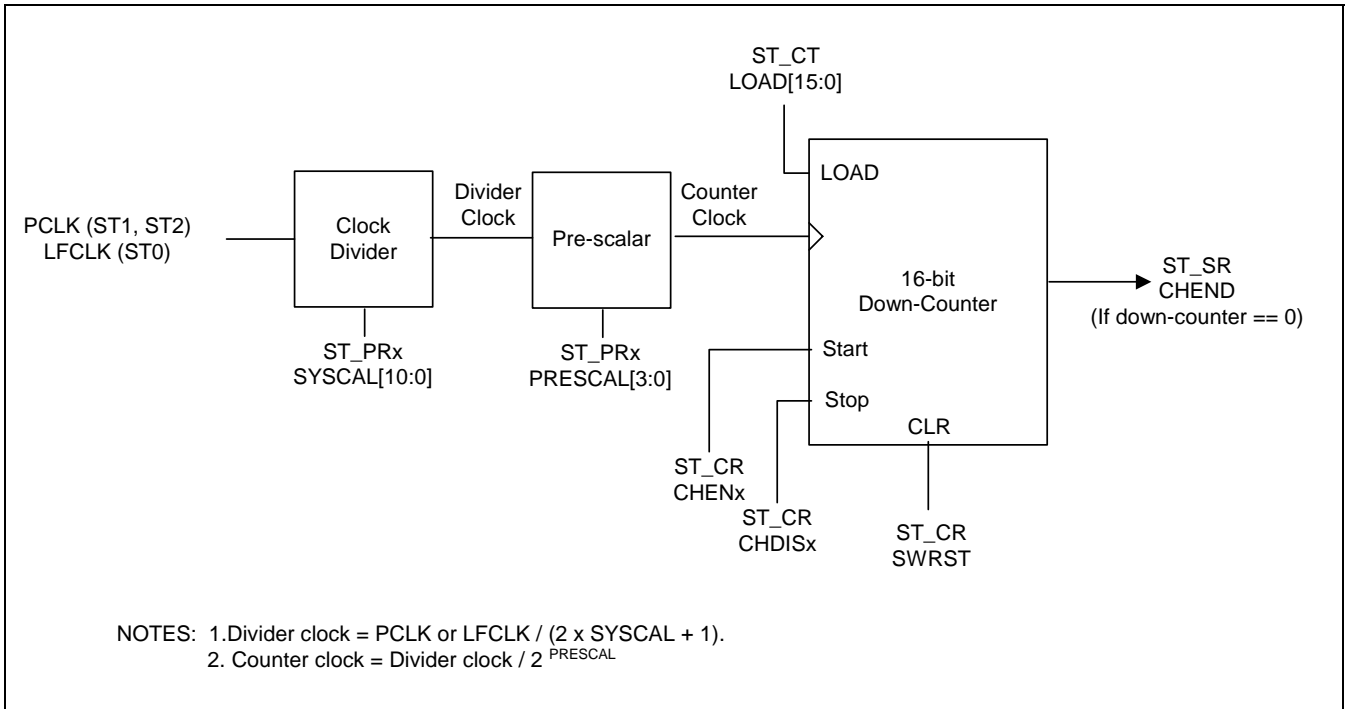 ST_CT
LOAD[15:0]
PCLK (ST1, ST2)
LFCLK (ST0)
Clock
Divider
ST_PRx
SYSCAL[10:0]
Divider
Clock
Pre-scalar
ST_PRx
PRESCAL[3:0]
Counter
Clock
LOAD
16-bit
Down-Counter
Start
Stop
CLR
ST_CR
CHENx
ST_CR
CHDISx
ST_CR
SWRST
ST_SR
CHEND
(If down-counter == 0)
NOTES: 1.Divider clock = PCLK or LFCLK / (2 x SYSCAL + 1).
2. Counter clock = Divider clock / 2 PRESCAL